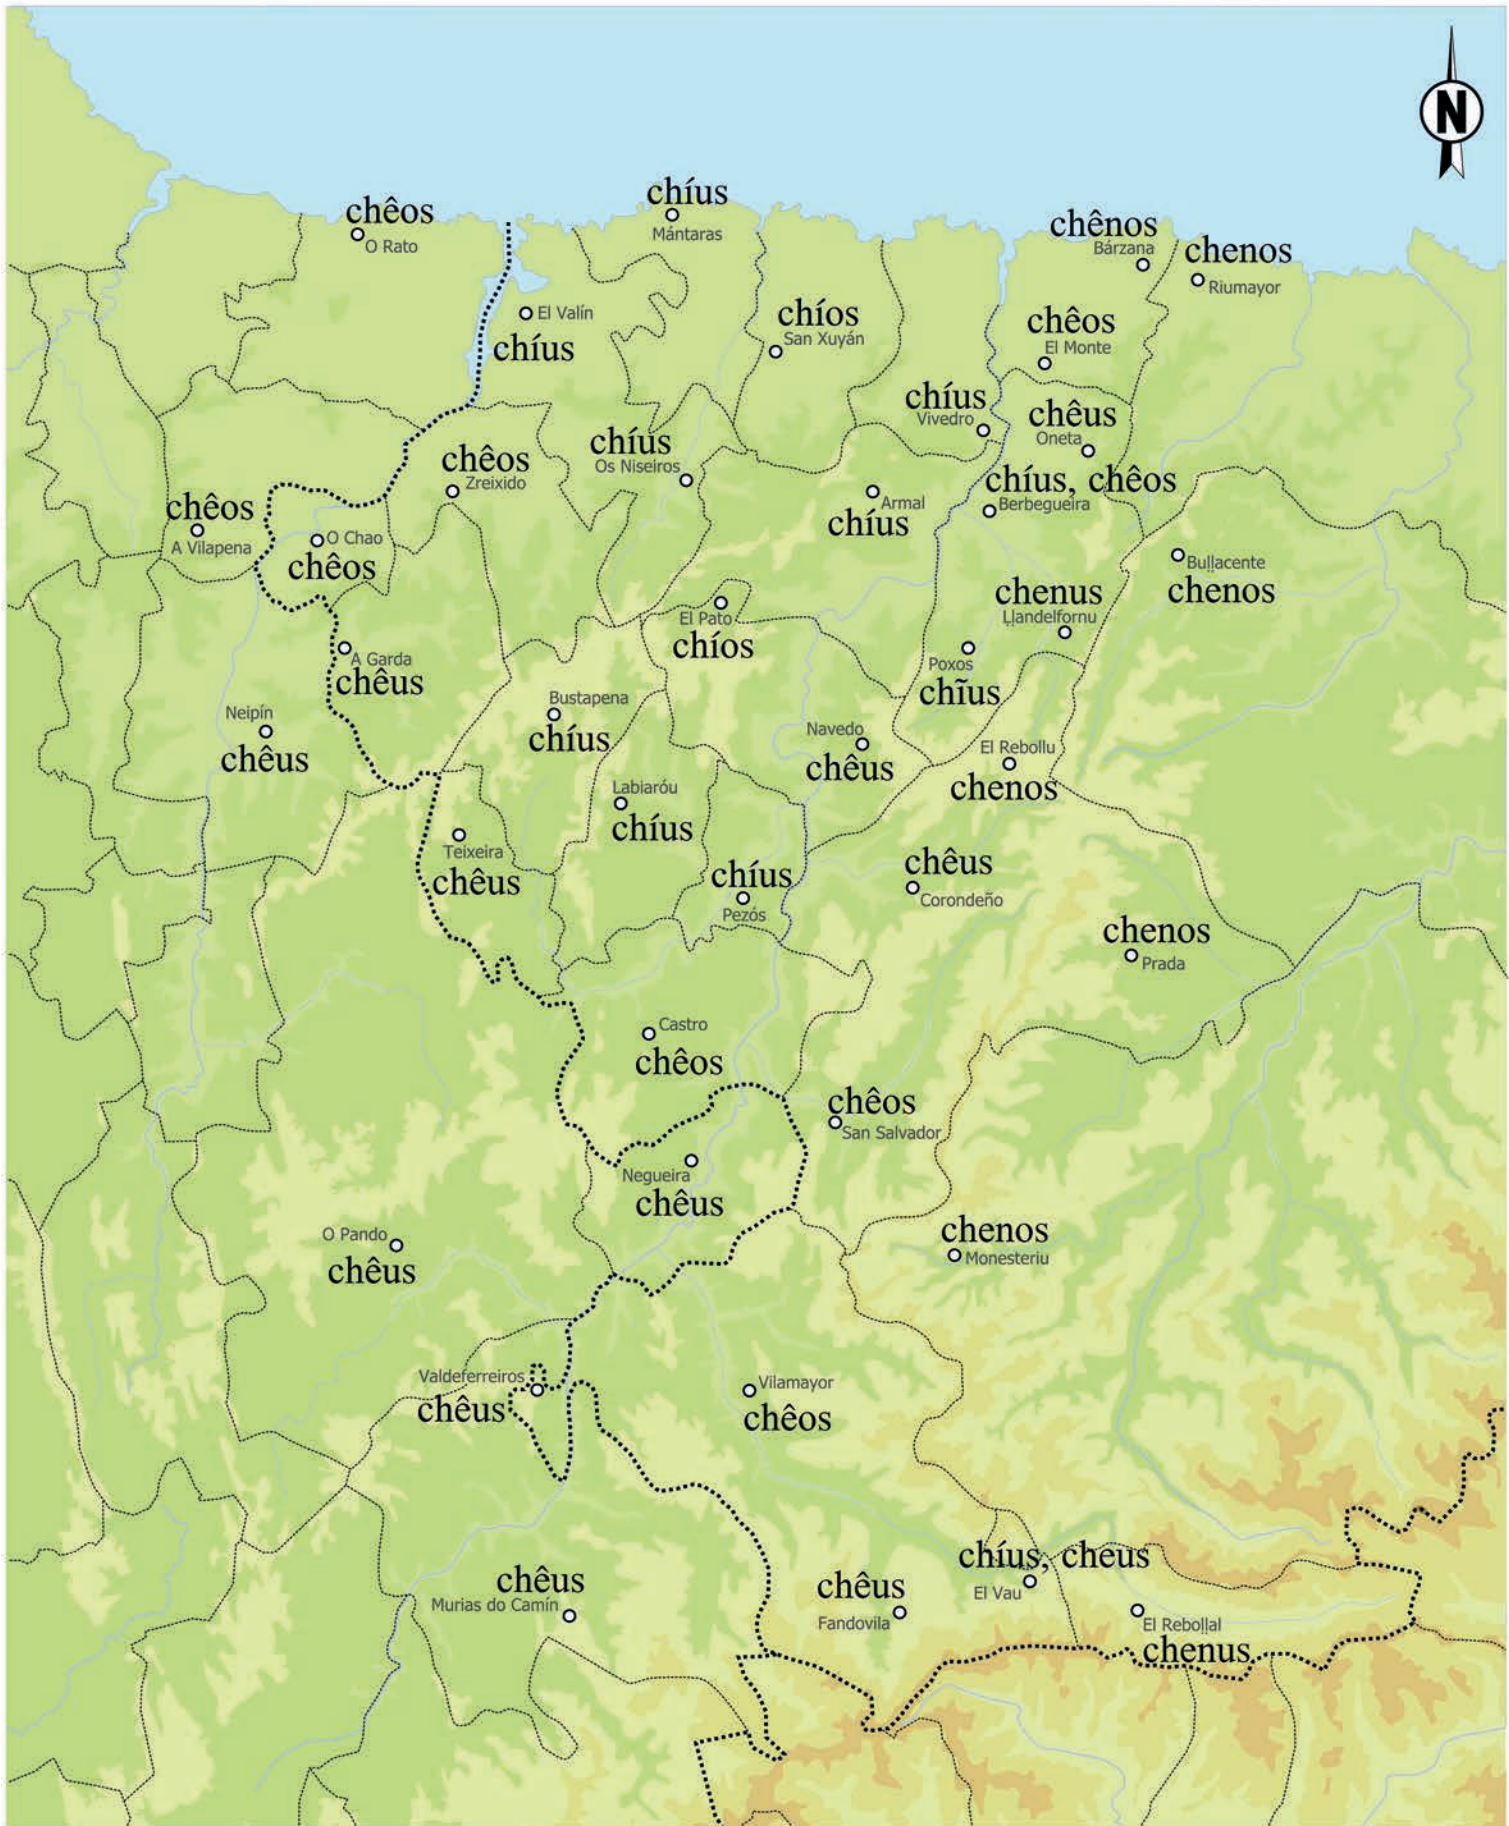 N
chíus
Mántaras
chêos
O Rato
chênos
Bárzana
chenos
Riumayor
El Valín
chíus
chíos
San Xuyán
chêos
El Monte
chíus
Vivedro
chêus
Oneta
chíus
Os Niseiros
chêos
Zreixido
chíus, chêos
Berbegueira
Armal
chíus
chêos
A Vilapena
O Chao
chêos
Buḷḷacente
chenos
chenus
Ḷḷandelfornu
El Pato
chíos
A Garda
chêus
Poxos
chĩus
Neipín
chêus
Bustapena
chíus
Navedo
chêus
El Rebollu
chenos
Labiaróu
chíus
Teixeira
chêus
chíus
Pezós
chêus
Corondeño
chenos
Prada
Castro
chêos
chêos
San Salvador
Negueira
chêus
O Pando
chêus
chenos
Monesteriu
Valdeferreiros
chêus
Vilamayor
chêos
chíus, cheus
El Vau
chêus
Murias do Camín
chêus
Fandovila
El Reboḷḷal
chenus